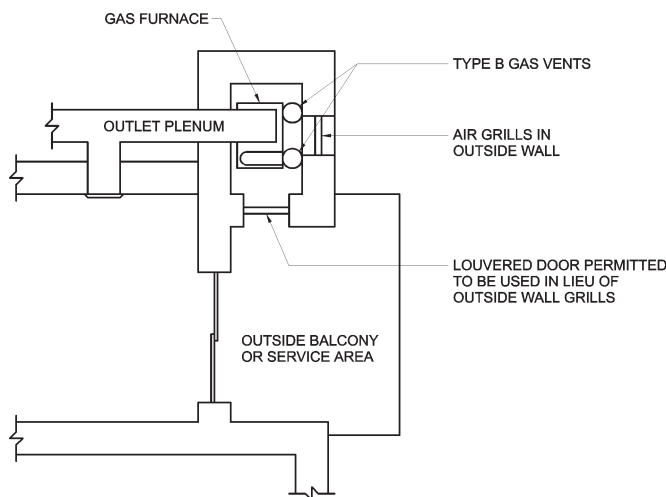 GAS FURNACE
TYPE B GAS VENTS
OUTLET PLENUM
AIR GRILLS IN
OUTSIDE WALL
LOUVERED DOOR PERMITTED
TO BE USED IN LIEU OF
OUTSIDE WALL GRILLS
OUTSIDE BALCONY
OR SERVICE AREA